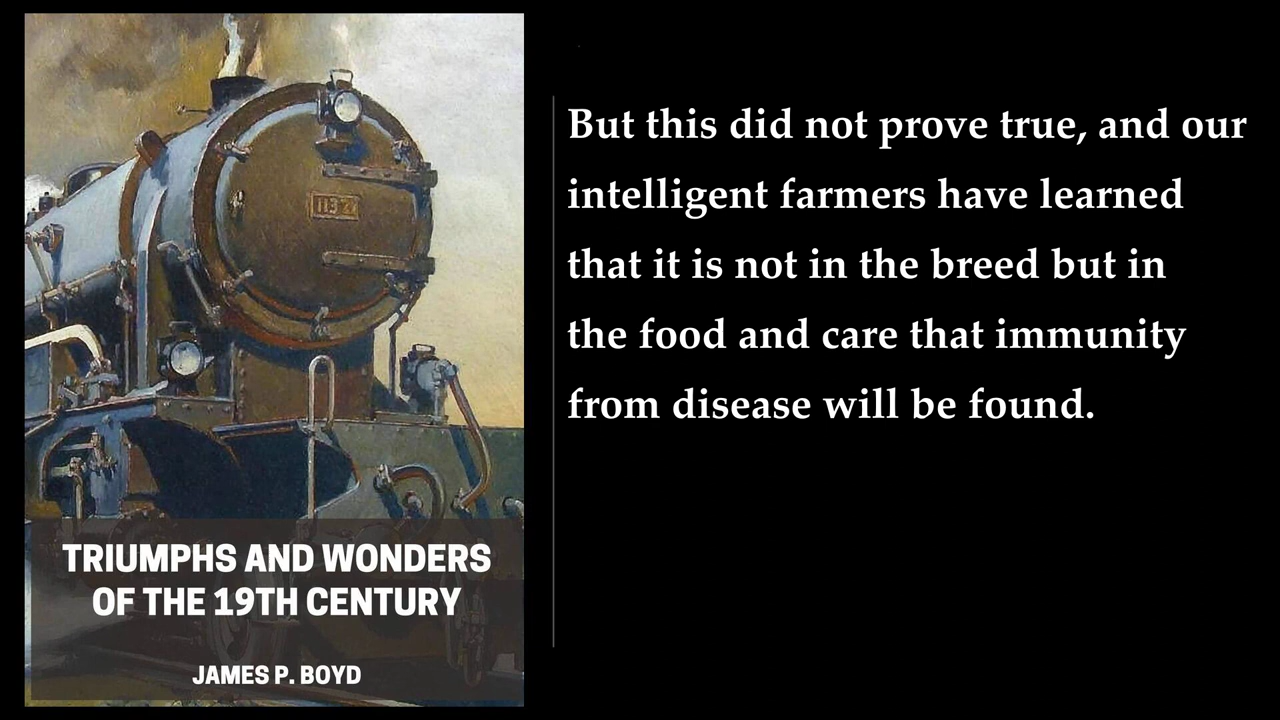 But this did not prove true, and our
intelligent farmers have learned
that it is not in the breed but in
the food and care that immunity
from disease will be found.
1132
TRIUMPHS AND WONDERS
OF THE 19TH CENTURY
JAMES P. BOYD